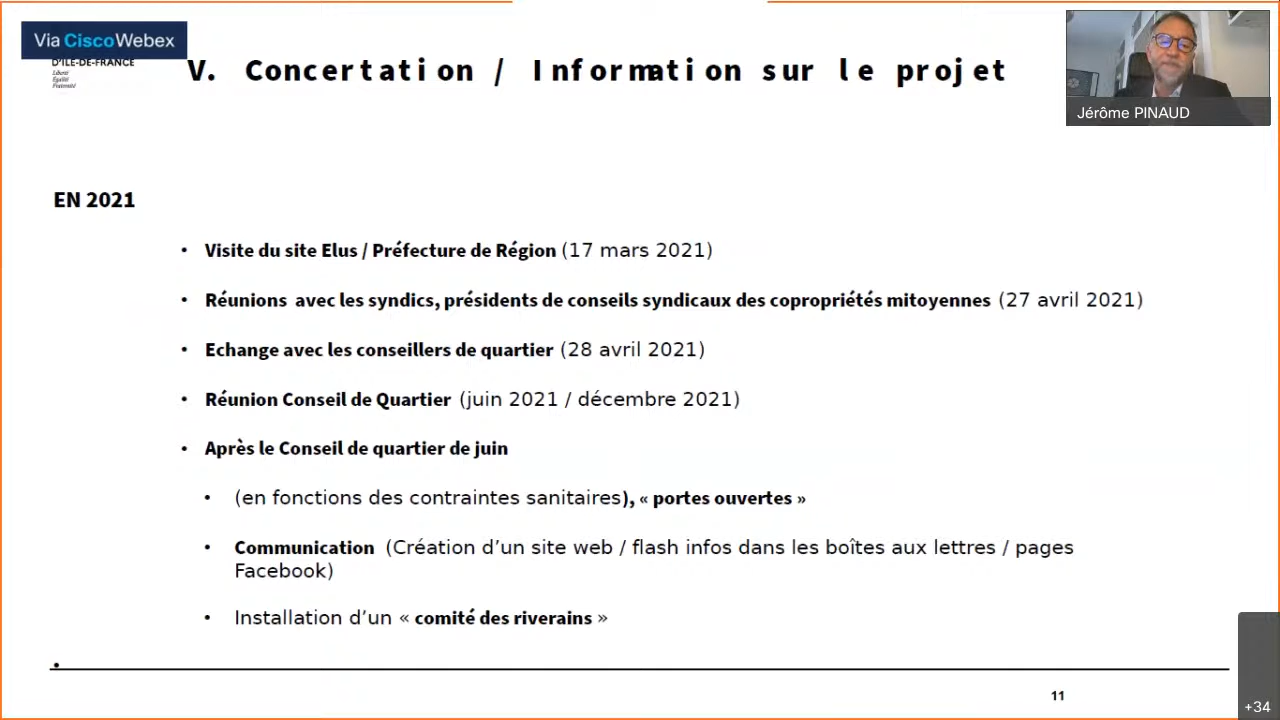 Via CiscoWebex
D'ILE-DE-FRANCE
Liberté
Égalité
Fraternité
V. Concertation / Information sur le projet
Jérôme PINAUD
EN 2021
• Visite du site Elus / Préfecture de Région (17 mars 2021)
• Réunions avec les syndics, présidents de conseils syndicaux des copropriétés mitoyennes (27 avril 2021)
• Echange avec les conseillers de quartier (28 avril 2021)
• Réunion Conseil de Quartier (juin 2021 / décembre 2021)
• Après le Conseil de quartier de juin
• (en fonctions des contraintes sanitaires), « portes ouvertes »
• Communication (Création d'un site web / flash infos dans les boîtes aux lettres / pages
Facebook)
• Installation d'un « comité des riverains »
•
11
+34